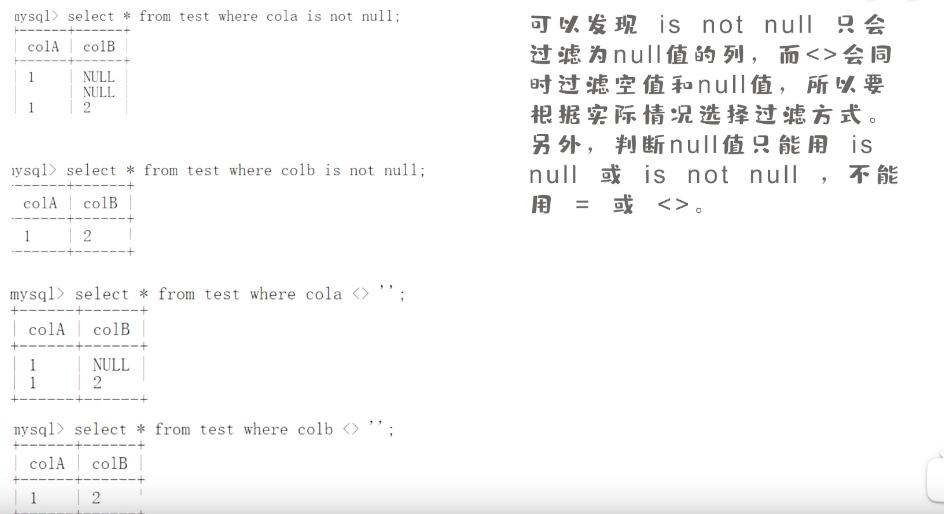 mysql> select * from test where cola is not null;
+------+------+
| colA | colB |
+------+------+
| 1 | NULL |
| | NULL |
| 1 | 2 |
mysql> select * from test where colb is not null;
+------+------+
| colA | colB |
+------+------+
| 1 | 2 |
+------+------+
mysql> select * from test where cola <> '';
+------+------+
| colA | colB |
+------+------+
| 1 | NULL |
| 1 | 2 |
+------+------+
mysql> select * from test where colb <> '';
+------+------+
| colA | colB |
+------+------+
| 1 | 2 |
+------+------+
可以发现 is not null 只会
过滤为null值的列，而<>会同
时过滤空值和null值，所以要
根据实际情况选择过滤方式。
另外，判断null值只能用 is
null 或 is not null ，不能
用 = 或 <>。